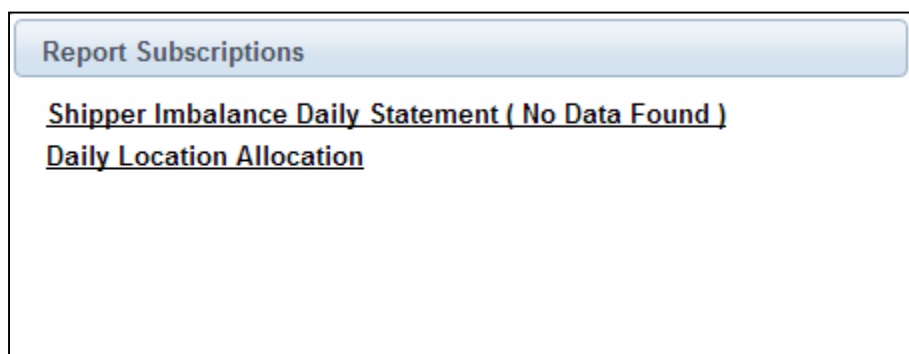 Report Subscriptions
Shipper Imbalance Daily Statement ( No Data Found )
Daily Location Allocation